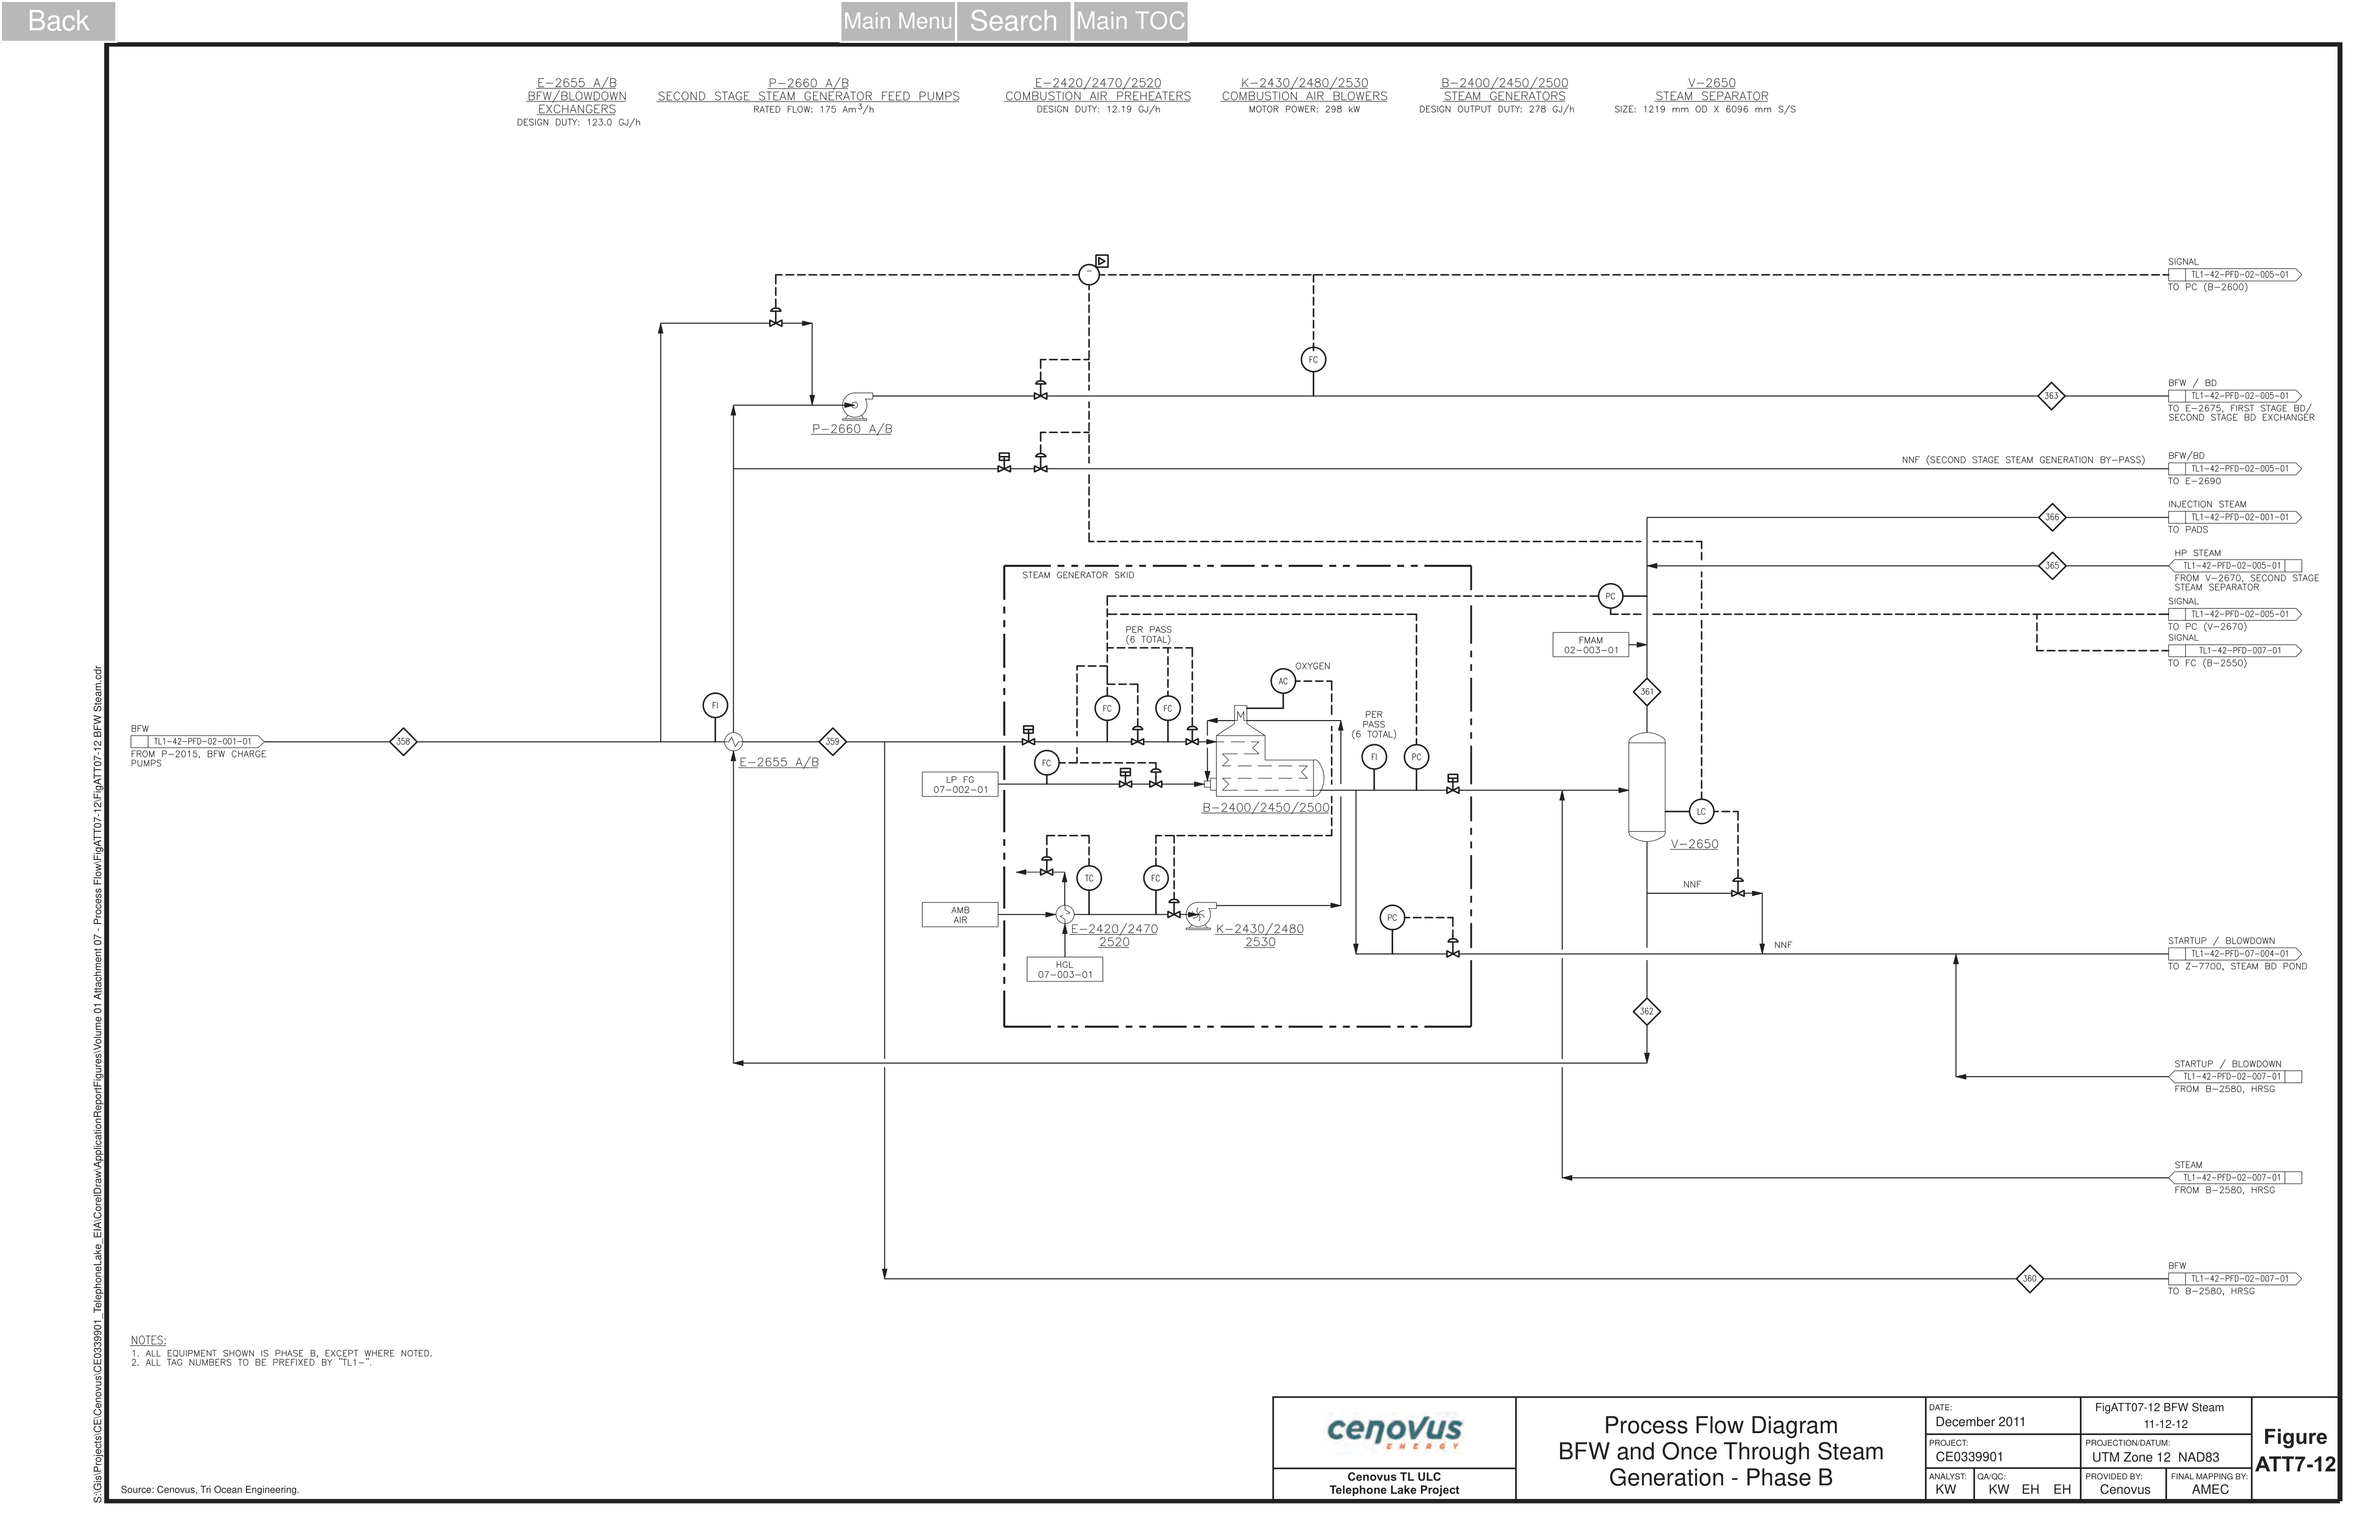 Back
Main Menu
Search
Main TOC
E-2655 A/B
BFW/BLOWDOWN
EXCHANGERS
DESIGN DUTY: 123.0 GJ/h
P-2660 A/B
SECOND STAGE STEAM GENERATOR FEED PUMPS
RATED FLOW: 175 Am³/h
E-2420/2470/2520
COMBUSTION AIR PREHEATERS
DESIGN DUTY: 12.19 GJ/h
K-2430/2480/2530
COMBUSTION AIR BLOWERS
MOTOR POWER: 298 kW
B-2400/2450/2500
STEAM GENERATORS
DESIGN OUTPUT DUTY: 278 GJ/h
V-2650
STEAM SEPARATOR
SIZE: 1219 mm OD X 6096 mm S/S
SIGNAL
TL1-42-PFD-02-005-01
TO PC (B-2600)
FC
BFW / BD
363
TL1-42-PFD-02-005-01
TO E-2675, FIRST STAGE BD/
SECOND STAGE BD EXCHANGER
P-2660 A/B
NNF (SECOND STAGE STEAM GENERATION BY-PASS)
BFW/BD
TL1-42-PFD-02-005-01
TO E-2690
INJECTION STEAM
366
TL1-42-PFD-02-001-01
TO PADS
HP STEAM
365
TL1-42-PFD-02-005-01
FROM V-2670, SECOND STAGE
STEAM SEPARATOR
SIGNAL
TL1-42-PFD-02-005-01
TO PC (V-2670)
SIGNAL
TL1-42-PFD-007-01
TO FC (B-2550)
STEAM GENERATOR SKID
PC
PER PASS
(6 TOTAL)
FMAM
02-003-01
OXYGEN
AC
361
FI
FC
FC
M
PER
PASS
(6 TOTAL)
BFW
TL1-42-PFD-02-001-01
FROM P-2015, BFW CHARGE
PUMPS
358
E-2655 A/B
359
FC
FI
PC
LP FG
07-002-01
B-2400/2450/2500
LC
V-2650
TC
FC
NNF
AMB
AIR
E-2420/2470
2520
K-2430/2480
2530
PC
HGL
07-003-01
NNF
STARTUP / BLOWDOWN
TL1-42-PFD-07-004-01
TO Z-7700, STEAM BD POND
362
STARTUP / BLOWDOWN
TL1-42-PFD-02-007-01
FROM B-2580, HRSG
STEAM
TL1-42-PFD-02-007-01
FROM B-2580, HRSG
BFW
360
TL1-42-PFD-02-007-01
TO B-2580, HRSG
NOTES:
1. ALL EQUIPMENT SHOWN IS PHASE B, EXCEPT WHERE NOTED.
2. ALL TAG NUMBERS TO BE PREFIXED BY "TL1-".
S:\Gis\Projects\CE\Cenovus\CE0339901_TelephoneLake_EIA\CorelDraw\ApplicationReportFigures\Volume 01 Attachment 07 - Process Flow\FigATT07-12\FigATT07-12 BFW Steam.cdr
Source: Cenovus, Tri Ocean Engineering.
cenovus
ENERGY
Cenovus TL ULC
Telephone Lake Project
Process Flow Diagram
BFW and Once Through Steam
Generation - Phase B
DATE:
December 2011
FigATT07-12 BFW Steam
11-12-12
PROJECT:
CE0339901
PROJECTION/DATUM:
UTM Zone 12 NAD83
ANALYST:
KW
QA/QC:
KW EH EH
PROVIDED BY:
Cenovus
FINAL MAPPING BY:
AMEC
Figure
ATT7-12